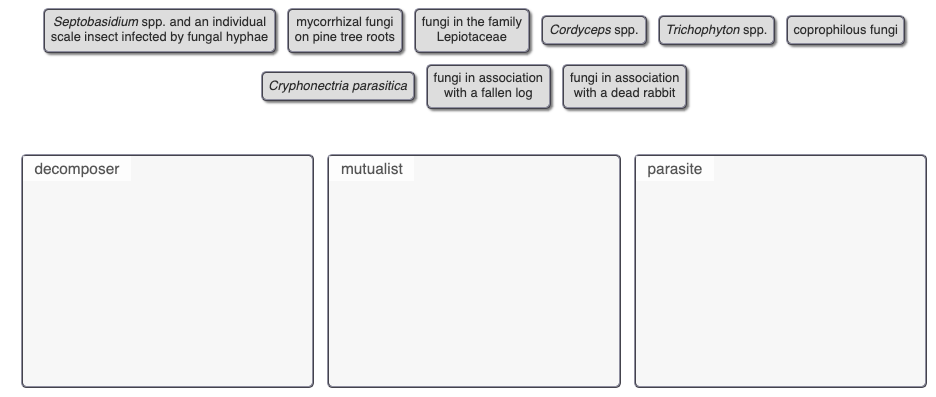 Septobasidium spp. and an individual
scale insect infected by fungal hyphae
mycorrhizal fungi
on pine tree roots
fungi in the family
Lepiotaceae
Cordyceps spp.
Trichophyton spp.
coprophilous fungi
Cryphonectria parasitica
fungi in association
with a fallen log
fungi in association
with a dead rabbit
decomposer
mutualist
parasite